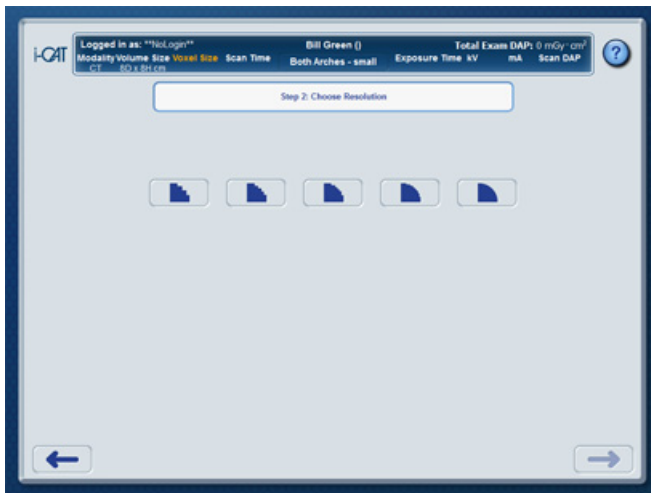 i-CAT
Logged in as: **NoLogin** Bill Green () Total Exam DAP: 0 mGy·cm²
Modality Volume Size Voxel Size Scan Time Both Arches - small Exposure Time kV mA Scan DAP
CT 8D x 8H cm
?
Step 2: Choose Resolution